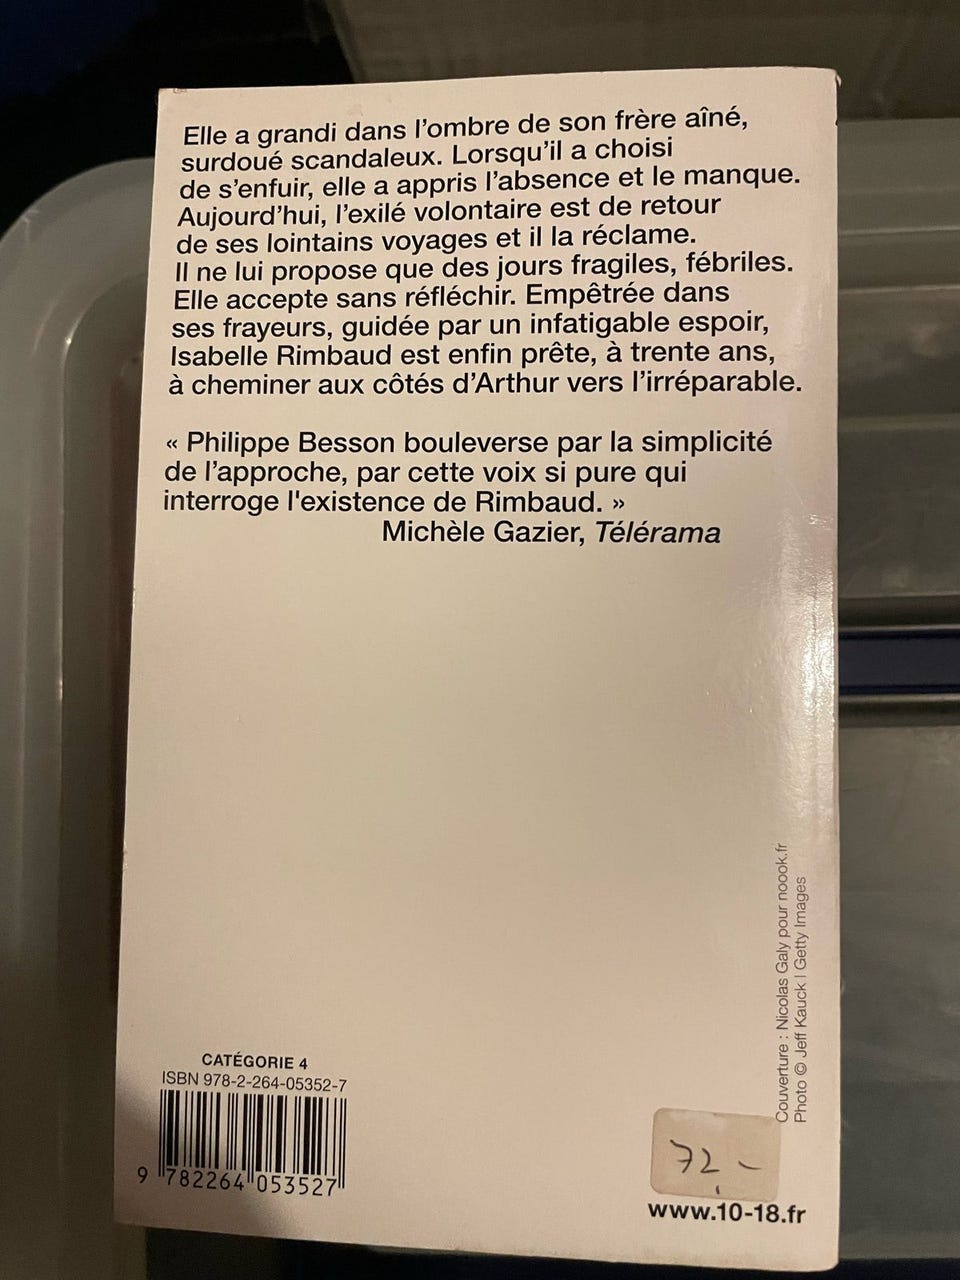 Elle a grandi dans l'ombre de son frère aîné,
surdoué scandaleux. Lorsqu'il a choisi
de s'enfuir, elle a appris l'absence et le manque.
Aujourd'hui, l'exilé volontaire est de retour
de ses lointains voyages et il la réclame.
Il ne lui propose que des jours fragiles, fébriles.
Elle accepte sans réfléchir. Empêtrée dans
ses frayeurs, guidée par un infatigable espoir,
Isabelle Rimbaud est enfin prête, à trente ans,
à cheminer aux côtés d'Arthur vers l'irréparable.
« Philippe Besson bouleverse par la simplicité
de l'approche, par cette voix si pure qui
interroge l'existence de Rimbaud. »
Michèle Gazier, Télérama
Couverture : Nicolas Galy pour noook.fr
Photo © Jeff Kauck | Getty Images
CATÉGORIE 4
ISBN 978-2-264-05352-7
9 782264 053527
72,-
www.10-18.fr